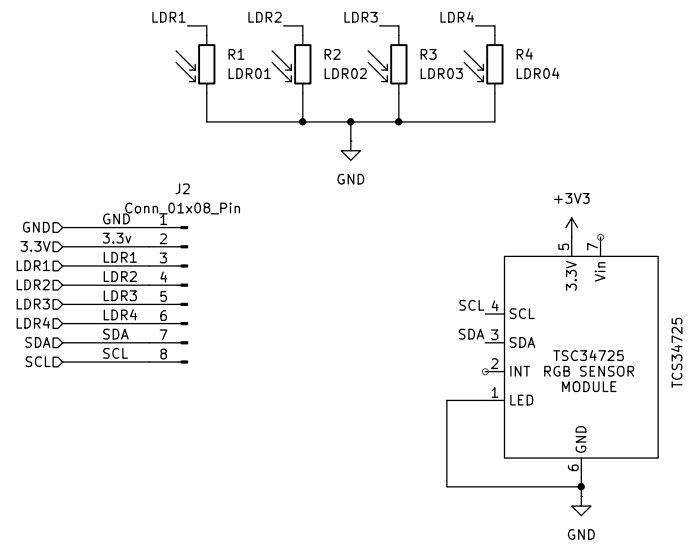 LDR1 LDR2 LDR3 LDR4
R1 R2 R3 R4
LDR01 LDR02 LDR03 LDR04
GND
J2
Conn_01x08_Pin
GND GND 1
3.3V 3.3v 2
LDR1 LDR1 3
LDR2 LDR2 4
LDR3 LDR3 5
LDR4 LDR4 6
SDA SDA 7
SCL SCL 8
+3V3
5 7
3.3V Vin
SCL 4 SCL
SDA 3 SDA
2 INT
1 LED
TSC34725
RGB SENSOR
MODULE
TCS34725
GND
6
GND